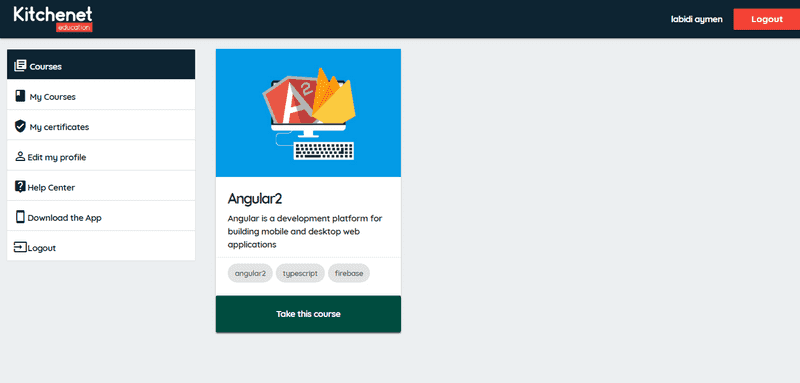 Kitchenet
education
labidi aymen
Logout
Courses
My Courses
My certificates
Edit my profile
Help Center
Download the App
Logout
A2
Angular2
Angular is a development platform for
building mobile and desktop web
applications
angular2 typescript firebase
Take this course